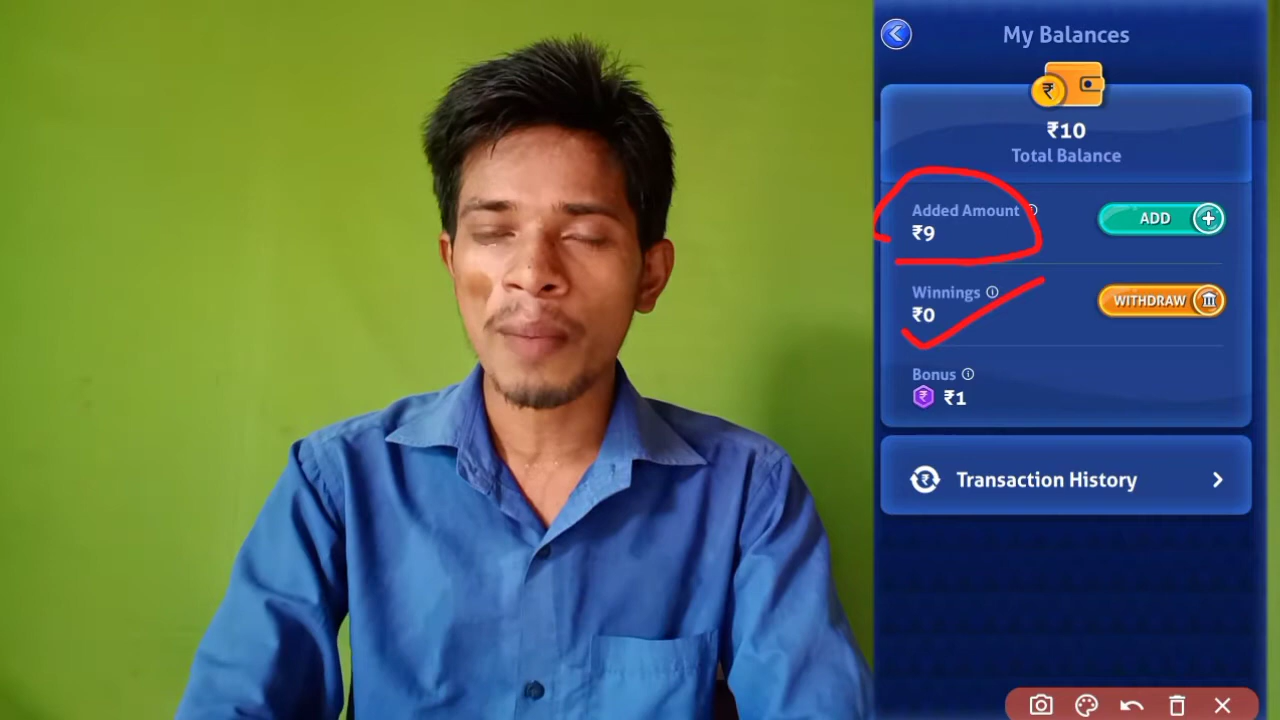 My Balances
₹10
Total Balance
Added Amount
₹9
ADD
Winnings
₹0
WITHDRAW
Bonus
₹1
Transaction History